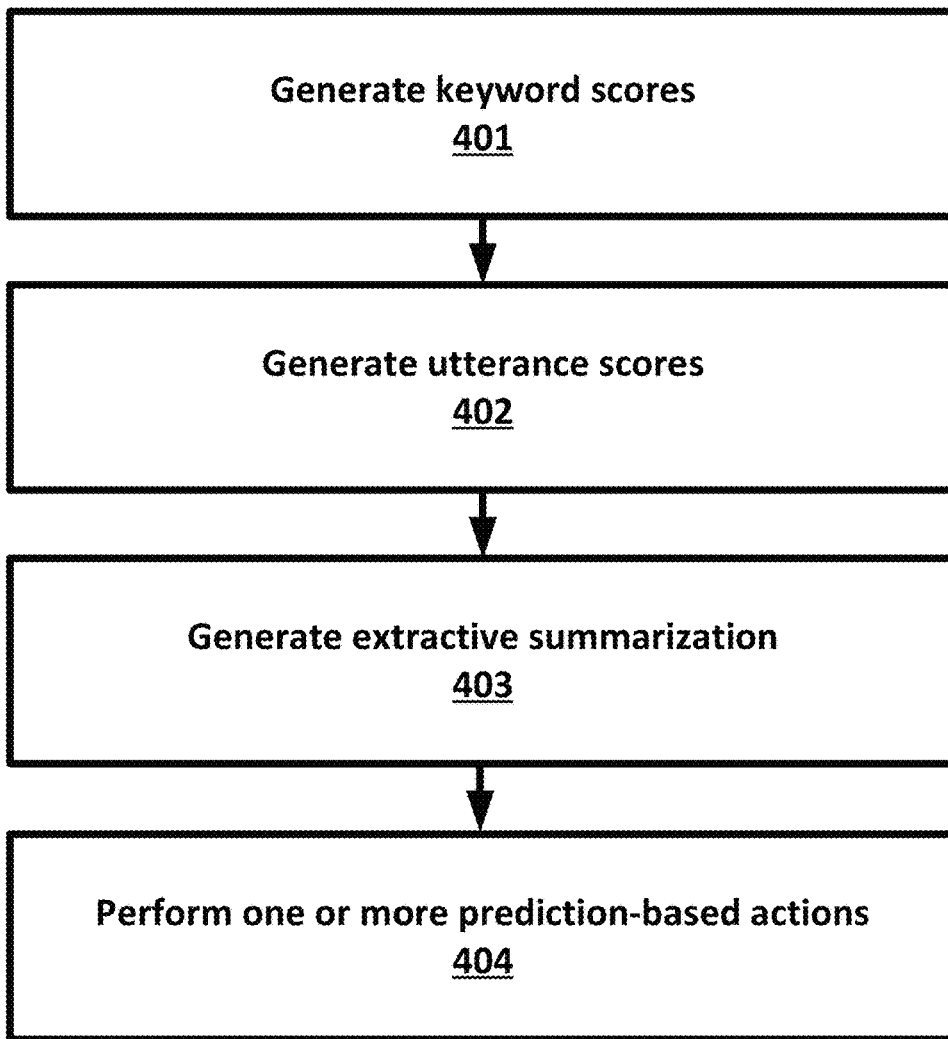 Generate keyword scores
401
Generate utterance scores
402
Generate extractive summarization
403
Perform one or more prediction-based actions
404